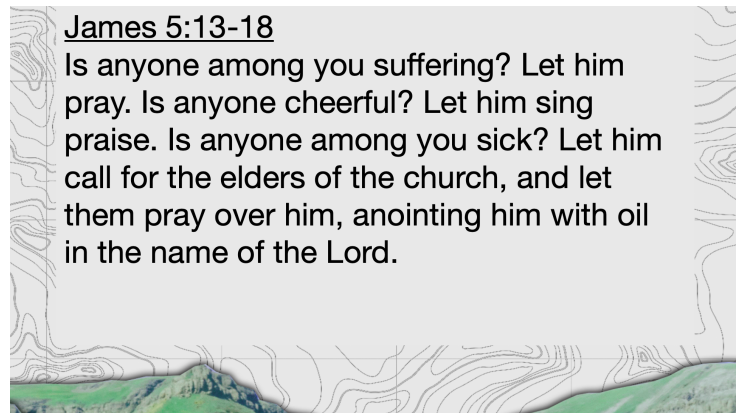 James 5:13-18
Is anyone among you suffering? Let him
pray. Is anyone cheerful? Let him sing
praise. Is anyone among you sick? Let him
call for the elders of the church, and let
them pray over him, anointing him with oil
in the name of the Lord.